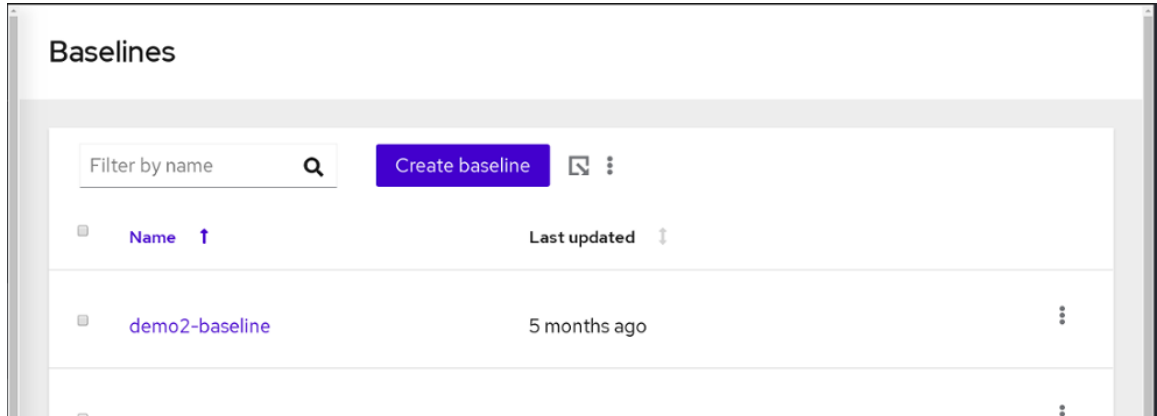 Baselines
Filter by name Create baseline
Name Last updated
demo2-baseline 5 months ago